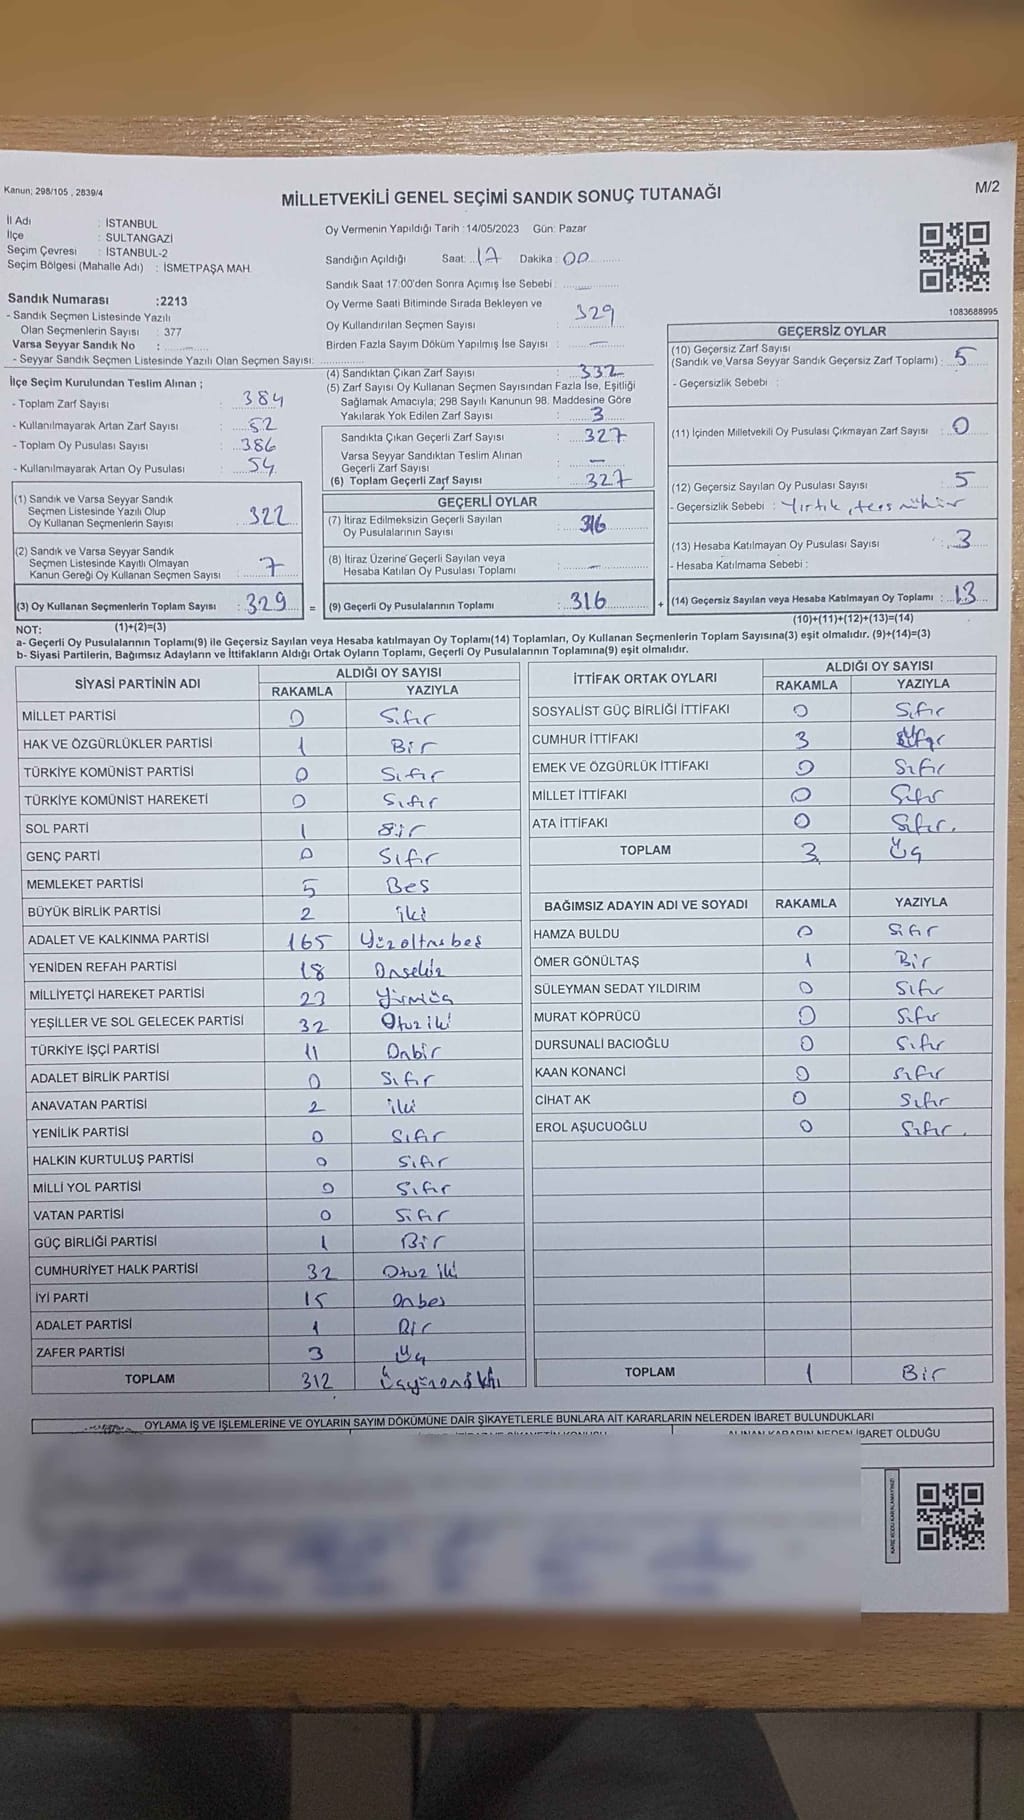 Kanun; 298/105 , 2839/4
MİLLETVEKİLİ GENEL SEÇİMİ SANDIK SONUÇ TUTANAĞI
M/2
İl Adı : İSTANBUL
İlçe : SULTANGAZİ
Seçim Çevresi : İSTANBUL-2
Seçim Bölgesi (Mahalle Adı) : İSMETPAŞA MAH.
Sandık Numarası :2213
- Sandık Seçmen Listesinde Yazılı
Olan Seçmenlerin Sayısı : 377
Varsa Seyyar Sandık No :
- Seyyar Sandık Seçmen Listesinde Yazılı Olan Seçmen Sayısı:
İlçe Seçim Kurulundan Teslim Alınan ;
- Toplam Zarf Sayısı : 384
- Kullanılmayarak Artan Zarf Sayısı : 52
- Toplam Oy Pusulası Sayısı : 386
- Kullanılmayarak Artan Oy Pusulası : 54
(1) Sandık ve Varsa Seyyar Sandık
Seçmen Listesinde Yazılı Olup
Oy Kullanan Seçmenlerin Sayısı : 322
(2) Sandık ve Varsa Seyyar Sandık
Seçmen Listesinde Kayıtlı Olmayan
Kanun Gereği Oy Kullanan Seçmen Sayısı : 7
(3) Oy Kullanan Seçmenlerin Toplam Sayısı : 329 =
(1)+(2)=(3)
Oy Vermenin Yapıldığı Tarih :14/05/2023 Gün: Pazar
Sandığın Açıldığı Saat: 17 Dakika : 00
Sandık Saat 17:00'den Sonra Açımış İse Sebebi :
Oy Verme Saati Bitiminde Sırada Bekleyen ve
Oy Kullandırılan Seçmen Sayısı : 329
Birden Fazla Sayım Döküm Yapılmış İse Sayısı : —
(4) Sandıktan Çıkan Zarf Sayısı : 332
(5) Zarf Sayısı Oy Kullanan Seçmen Sayısından Fazla İse, Eşitliği
Sağlamak Amacıyla; 298 Sayılı Kanunun 98. Maddesine Göre
Yakılarak Yok Edilen Zarf Sayısı : 3
Sandıkta Çıkan Geçerli Zarf Sayısı : 327
Varsa Seyyar Sandıktan Teslim Alınan
Geçerli Zarf Sayısı : —
(6) Toplam Geçerli Zarf Sayısı : 327
GEÇERLİ OYLAR
(7) İtiraz Edilmeksizin Geçerli Sayılan
Oy Pusulalarının Sayısı : 316
(8) İtiraz Üzerine Geçerli Sayılan veya
Hesaba Katılan Oy Pusulası Toplamı : —
(9) Geçerli Oy Pusulalarının Toplamı : 316 +
1083688995
GEÇERSİZ OYLAR
(10) Geçersiz Zarf Sayısı
(Sandık ve Varsa Seyyar Sandık Geçersiz Zarf Toplamı) : 5
- Geçersizlik Sebebi :
(11) İçinden Milletvekili Oy Pusulası Çıkmayan Zarf Sayısı : 0
(12) Geçersiz Sayılan Oy Pusulası Sayısı : 5
- Geçersizlik Sebebi : Yırtık, ters mühür
(13) Hesaba Katılmayan Oy Pusulası Sayısı : 3
- Hesaba Katılmama Sebebi :
(14) Geçersiz Sayılan veya Hesaba Katılmayan Oy Toplamı : 13
(10)+(11)+(12)+(13)=(14)
NOT:
a- Geçerli Oy Pusulalarının Toplamı(9) ile Geçersiz Sayılan veya Hesaba katılmayan Oy Toplamı(14) Toplamları, Oy Kullanan Seçmenlerin Toplam Sayısına(3) eşit olmalıdır. (9)+(14)=(3)
b- Siyasi Partilerin, Bağımsız Adayların ve İttifakların Aldığı Ortak Oyların Toplamı, Geçerli Oy Pusulalarının Toplamına(9) eşit olmalıdır.
SİYASİ PARTİNİN ADI ALDIĞI OY SAYISI
RAKAMLA YAZIYLA
MİLLET PARTİSİ 0 Sıfır
HAK VE ÖZGÜRLÜKLER PARTİSİ 1 Bir
TÜRKİYE KOMÜNİST PARTİSİ 0 Sıfır
TÜRKİYE KOMÜNİST HAREKETİ 0 Sıfır
SOL PARTİ 1 Bir
GENÇ PARTİ 0 Sıfır
MEMLEKET PARTİSİ 5 Beş
BÜYÜK BİRLİK PARTİSİ 2 iki
ADALET VE KALKINMA PARTİSİ 165 Yüzaltmışbeş
YENİDEN REFAH PARTİSİ 18 Onsekiz
MİLLİYETÇİ HAREKET PARTİSİ 23 Yirmiüç
YEŞİLLER VE SOL GELECEK PARTİSİ 32 Otuz iki
TÜRKİYE İŞÇİ PARTİSİ 11 Onbir
ADALET BİRLİK PARTİSİ 0 Sıfır
ANAVATAN PARTİSİ 2 iki
YENİLİK PARTİSİ 0 Sıfır
HALKIN KURTULUŞ PARTİSİ 0 Sıfır
MİLLİ YOL PARTİSİ 0 Sıfır
VATAN PARTİSİ 0 Sıfır
GÜÇ BİRLİĞİ PARTİSİ 1 Bir
CUMHURİYET HALK PARTİSİ 32 Otuz iki
İYİ PARTİ 15 Onbeş
ADALET PARTİSİ 1 Bir
ZAFER PARTİSİ 3 Üç
TOPLAM 312 Üçyüzoniki
İTTİFAK ORTAK OYLARI ALDIĞI OY SAYISI
RAKAMLA YAZIYLA
SOSYALİST GÜÇ BİRLİĞİ İTTİFAKI 0 Sıfır
CUMHUR İTTİFAKI 3
EMEK VE ÖZGÜRLÜK İTTİFAKI 0 Sıfır
MİLLET İTTİFAKI 0 Sıfır
ATA İTTİFAKI 0 Sıfır.
TOPLAM 3 Üç
BAĞIMSIZ ADAYIN ADI VE SOYADI RAKAMLA YAZIYLA
HAMZA BULDU 0 Sıfır
ÖMER GÖNÜLTAŞ 1 Bir
SÜLEYMAN SEDAT YILDIRIM 0 Sıfır
MURAT KÖPRÜCÜ 0 Sıfır
DURSUNALİ BACIOĞLU 0 Sıfır
KAAN KONANCİ 0 Sıfır
CİHAT AK 0 Sıfır
EROL AŞUCUOĞLU 0 Sıfır.
TOPLAM 1 Bir
OYLAMA İŞ VE İŞLEMLERİNE VE OYLARIN SAYIM DÖKÜMÜNE DAİR ŞİKAYETLERLE BUNLARA AİT KARARLARIN NELERDEN İBARET BULUNDUKLARI
ALINAN KARARIN NEDEN İBARET OLDUĞU
KARE KODU KARALAMAYINIZ!